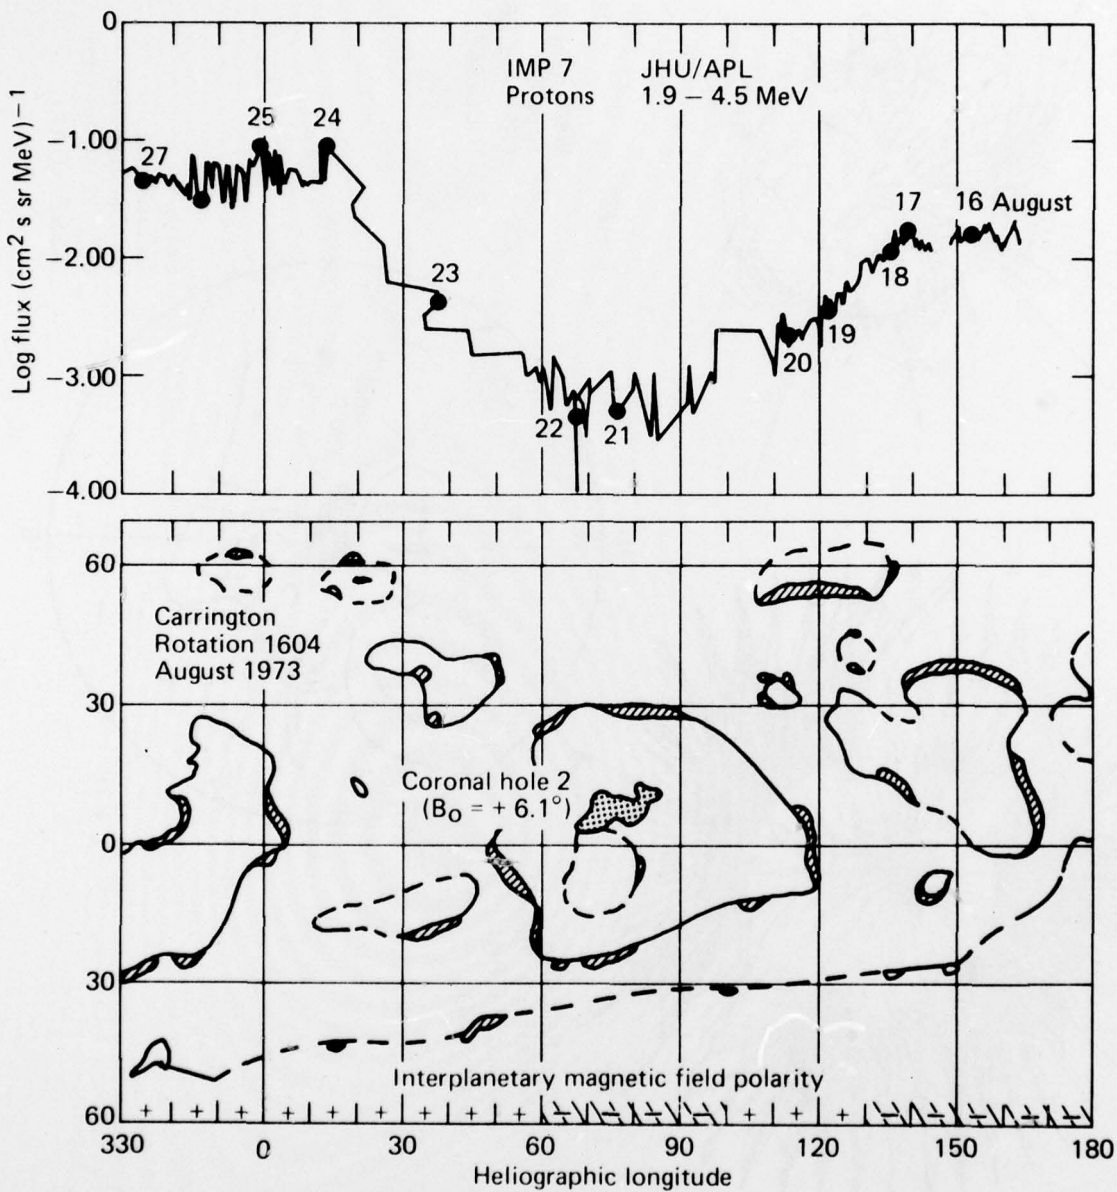 0
IMP 7 JHU/APL
Protons 1.9 – 4.5 MeV
25 24
−1.00
27
17 16 August
−2.00
18
23
19
20
−3.00
22
21
−4.00
Log flux (cm² s sr MeV)⁻¹
60
Carrington
Rotation 1604
August 1973
30
Coronal hole 2
(B₀ = + 6.1°)
0
30
Interplanetary magnetic field polarity
60
+ + + + + + + + + + + + +
330 0 30 60 90 120 150 180
Heliographic longitude